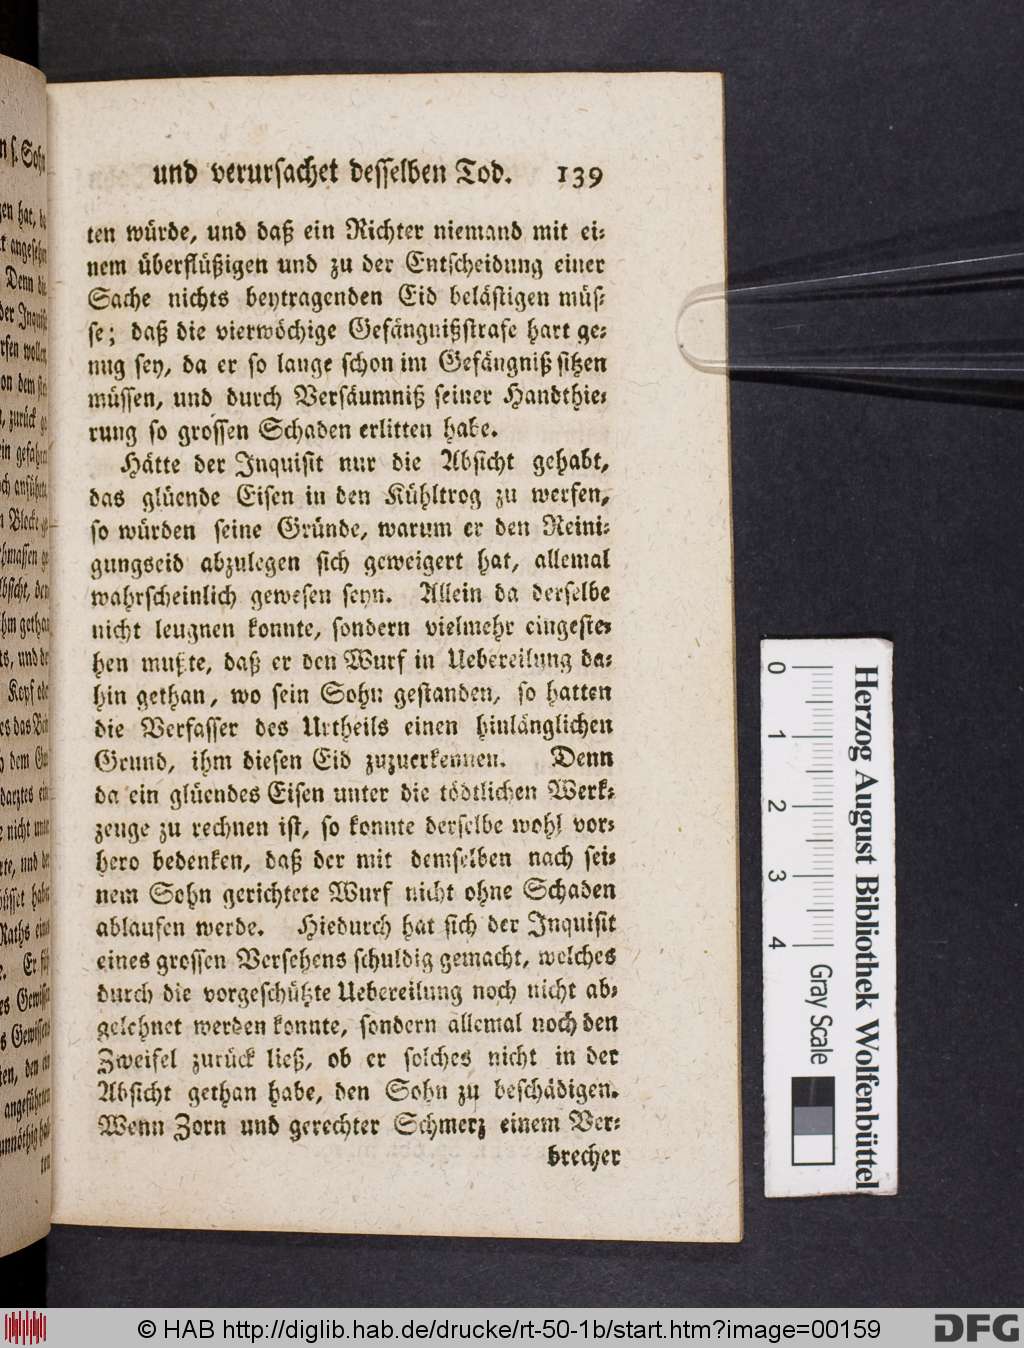 und verursachet desselben Tod. 139
ten würde, und daß ein Richter niemand mit ei⸗
nem überflüßigen und zu der Entscheidung einer
Sache nichts beytragenden Eid belästigen müs⸗
se; daß die vierwöchige Gefängnißstrafe hart ge⸗
nug sey, da er so lange schon im Gefängniß sitzen
müssen, und durch Versäumniß seiner Handthie⸗
rung so grossen Schaden erlitten habe.
Hätte der Inquisit nur die Absicht gehabt,
das glüende Eisen in den Kühltrog zu werfen,
so würden seine Gründe, warum er den Reini⸗
gungseid abzulegen sich geweigert hat, allemal
wahrscheinlich gewesen seyn. Allein da derselbe
nicht leugnen konnte, sondern vielmehr eingeste⸗
hen mußte, daß er den Wurf in Uebereilung da⸗
hin gethan, wo sein Sohn gestanden, so hatten
die Verfasser des Urtheils einen hinlänglichen
Grund, ihm diesen Eid zuzuerkennen. Denn
da ein glüendes Eisen unter die tödtlichen Werk⸗
zeuge zu rechnen ist, so konnte derselbe wohl vor⸗
hero bedenken, daß der mit demselben nach sei⸗
nem Sohn gerichtete Wurf nicht ohne Schaden
ablaufen werde. Hiedurch hat sich der Inquisit
eines grossen Versehens schuldig gemacht, welches
durch die vorgeschützte Uebereilung noch nicht ab⸗
gelehnet werden konnte, sondern allemal noch den
Zweifel zurück ließ, ob er solches nicht in der
Absicht gethan habe, den Sohn zu beschädigen.
Wenn Zorn und gerechter Schmerz einem Ver⸗
brecher
0 1 2 3 4
Gray Scale
Herzog August Bibliothek Wolfenbüttel
© HAB http://diglib.hab.de/drucke/rt-50-1b/start.htm?image=00159
DFG